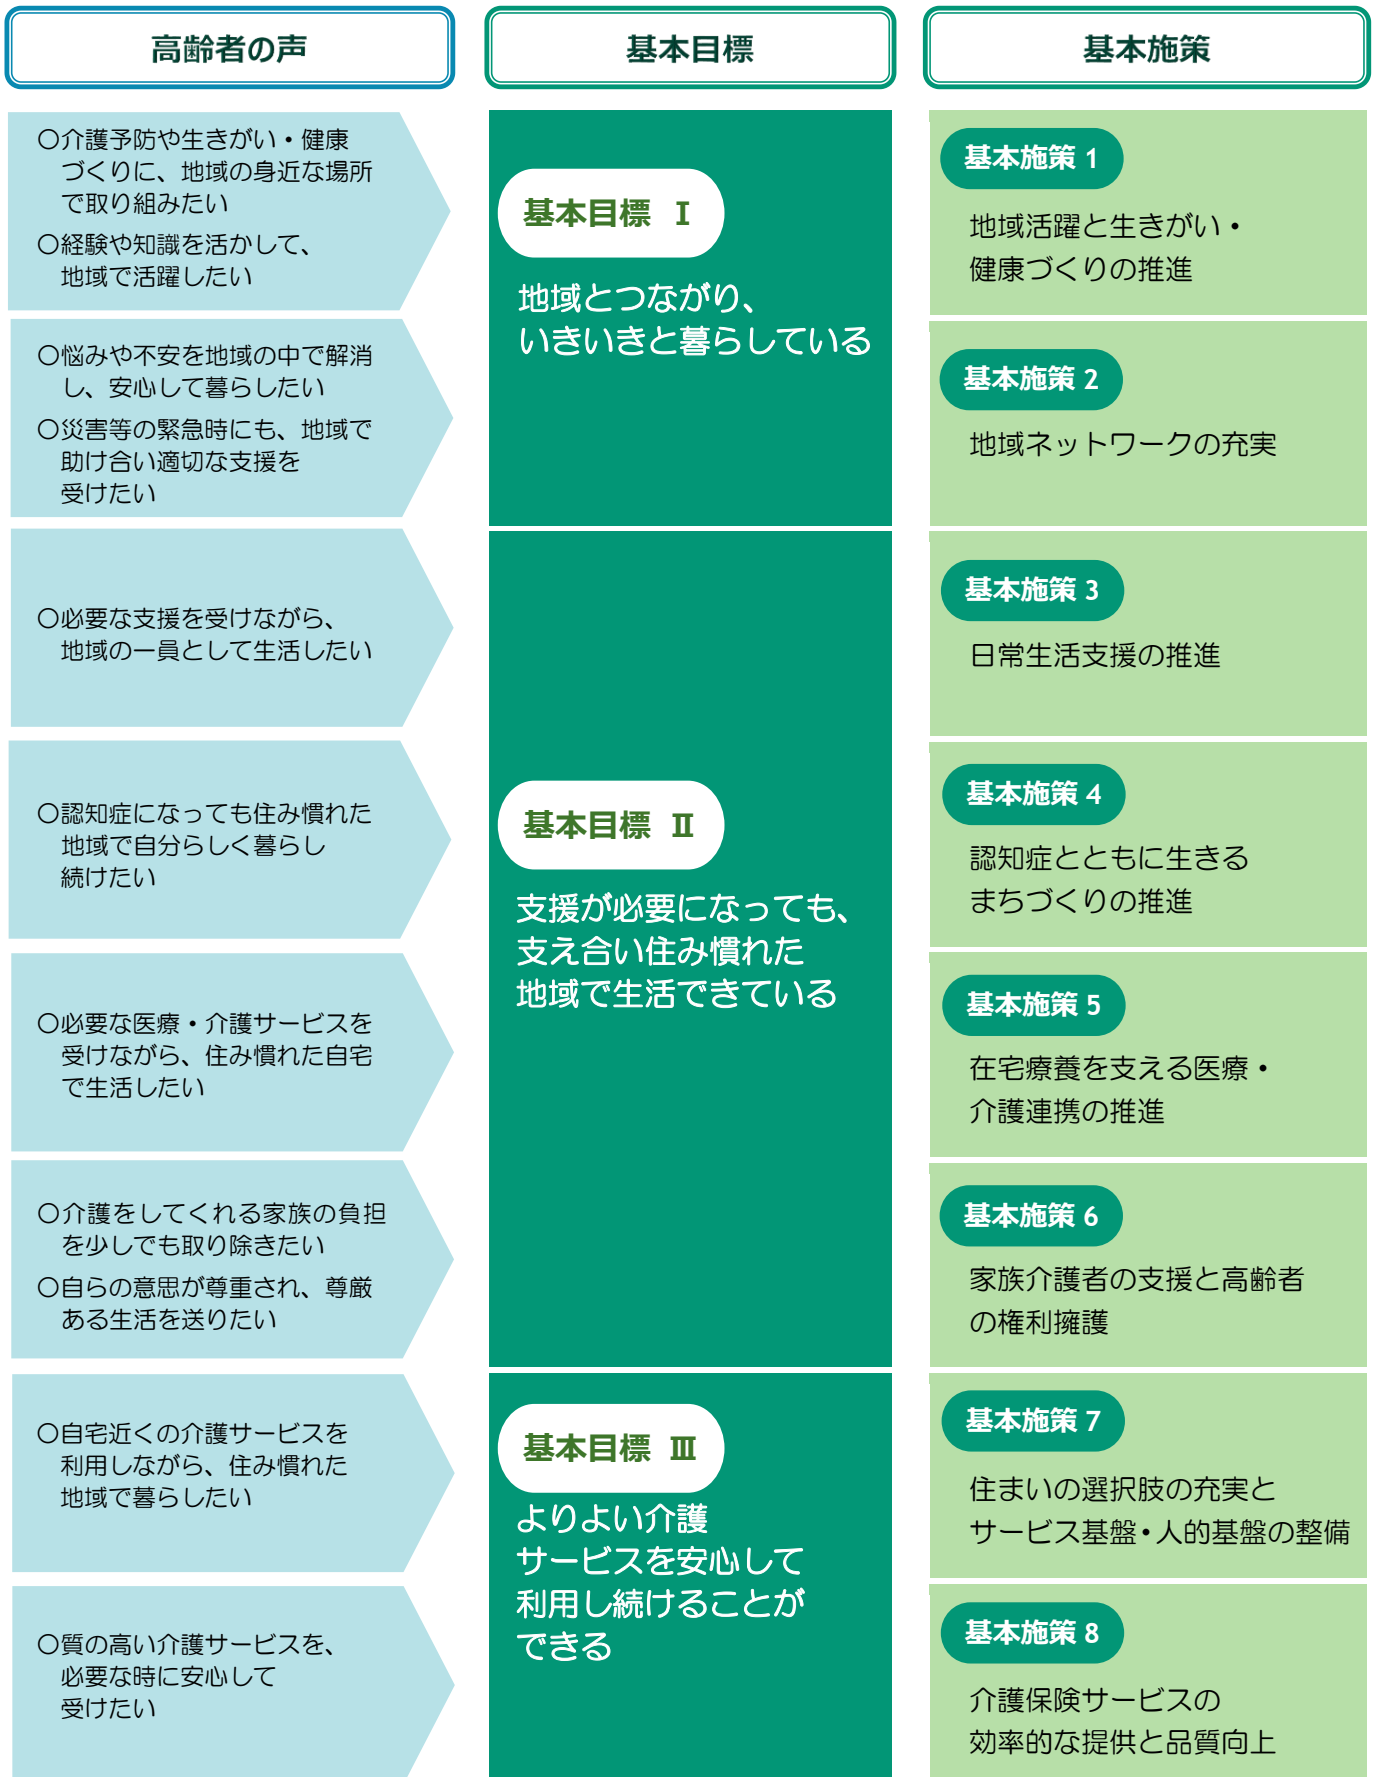 高齢者の声
基本目標
基本施策
〇介護予防や生きがい・健康
づくりに、地域の身近な場所
で取り組みたい
〇経験や知識を活かして、
地域で活躍したい
〇悩みや不安を地域の中で解消
し、安心して暮らしたい
〇災害等の緊急時にも、地域で
助け合い適切な支援を
受けたい
〇必要な支援を受けながら、
地域の一員として生活したい
〇認知症になっても住み慣れた
地域で自分らしく暮らし
続けたい
〇必要な医療・介護サービスを
受けながら、住み慣れた自宅
で生活したい
〇介護をしてくれる家族の負担
を少しでも取り除きたい
〇自らの意思が尊重され、尊厳
ある生活を送りたい
〇自宅近くの介護サービスを
利用しながら、住み慣れた
地域で暮らしたい
〇質の高い介護サービスを、
必要な時に安心して
受けたい
基本目標 Ⅰ
地域とつながり、
いきいきと暮らしている
基本目標 Ⅱ
支援が必要になっても、
支え合い住み慣れた
地域で生活できている
基本目標 Ⅲ
よりよい介護
サービスを安心して
利用し続けることが
できる
基本施策 1
地域活躍と生きがい・
健康づくりの推進
基本施策 2
地域ネットワークの充実
基本施策 3
日常生活支援の推進
基本施策 4
認知症とともに生きる
まちづくりの推進
基本施策 5
在宅療養を支える医療・
介護連携の推進
基本施策 6
家族介護者の支援と高齢者
の権利擁護
基本施策 7
住まいの選択肢の充実と
サービス基盤・人的基盤の整備
基本施策 8
介護保険サービスの
効率的な提供と品質向上